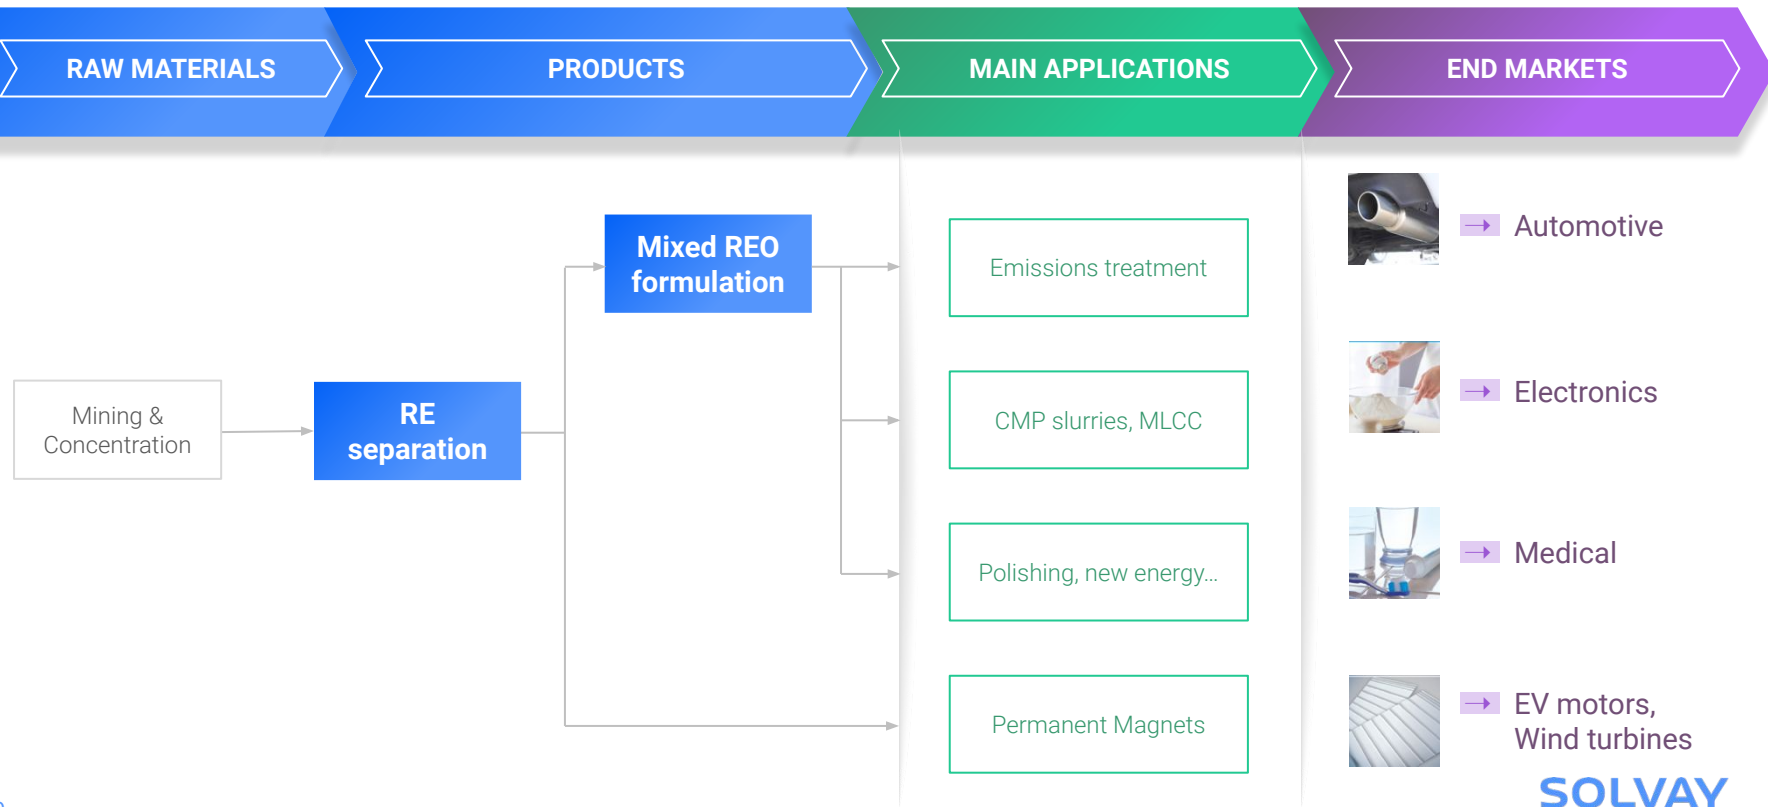 RAW MATERIALS
PRODUCTS
MAIN APPLICATIONS
END MARKETS
Mining &
Concentration
RE
separation
Mixed REO
formulation
Emissions treatment
CMP slurries, MLCC
Polishing, new energy...
Permanent Magnets
Automotive
Electronics
Medical
EV motors,
Wind turbines
SOLVAY